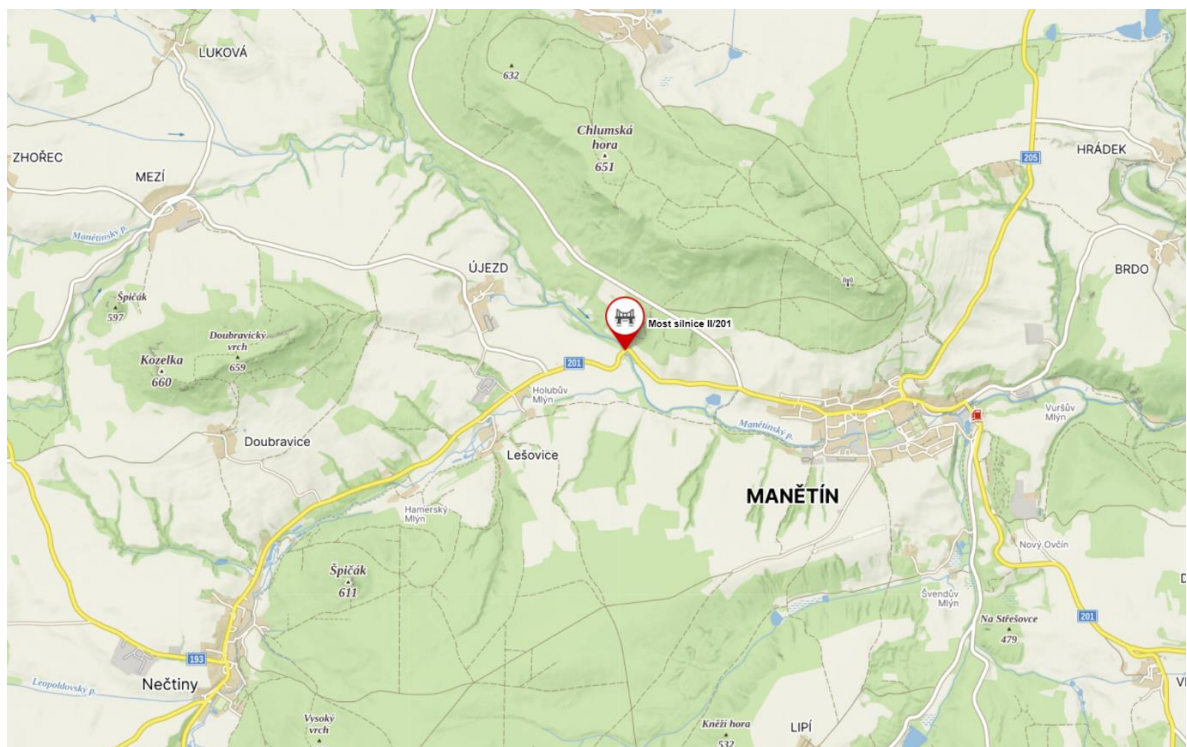 LUKOVÁ
632
Chlumská
hora
651
205
HRÁDEK
ZHOŘEC
MEZÍ
Manětínský p.
ÚJEZD
BRDO
Špičák
597
Doubravický
vrch
659
Kozelka
660
Most silnice II/201
201
Holubův
Mlýn
Vuršův
Mlýn
Manětínský p.
Doubravice
Lešovice
MANĚTÍN
Hamerský
Mlýn
Nový Ovčín
Špičák
611
Švendův
Mlýn
Na Střešovce
479
201
193
Nečtiny
Leopoldovský p.
Vysoký
vrch
Kněží hora
532
LIPÍ